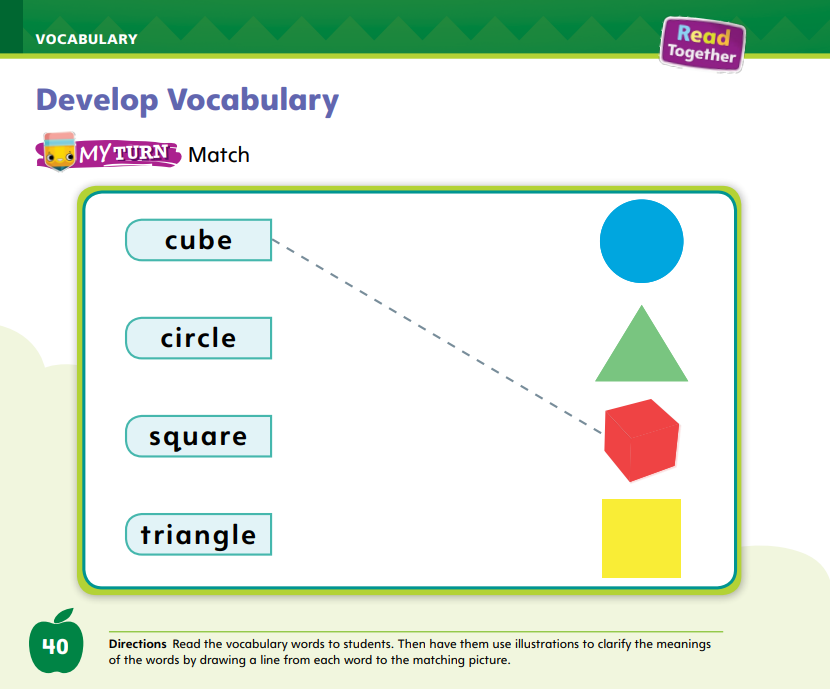 VOCABULARY
Read
Together
Develop Vocabulary
MY TURN Match
cube
circle
square
triangle
40
Directions Read the vocabulary words to students. Then have them use illustrations to clarify the meanings
of the words by drawing a line from each word to the matching picture.